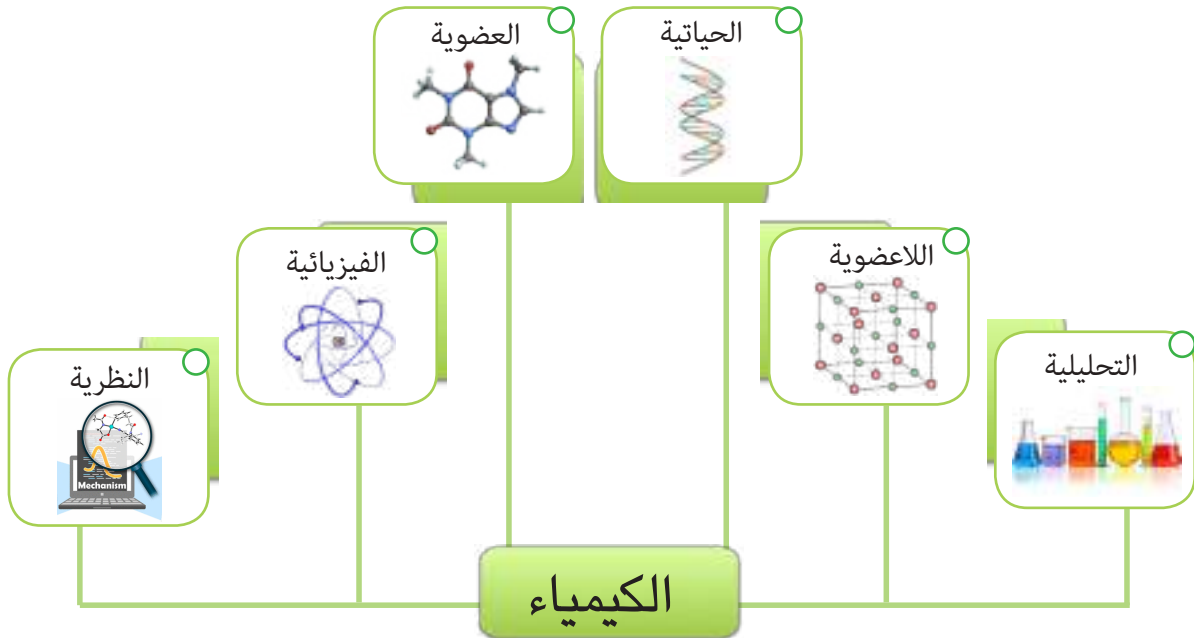 الحياتية
العضوية
اللاعضوية
الفيزيائية
التحليلية
النظرية
Mechanism
الكيمياء